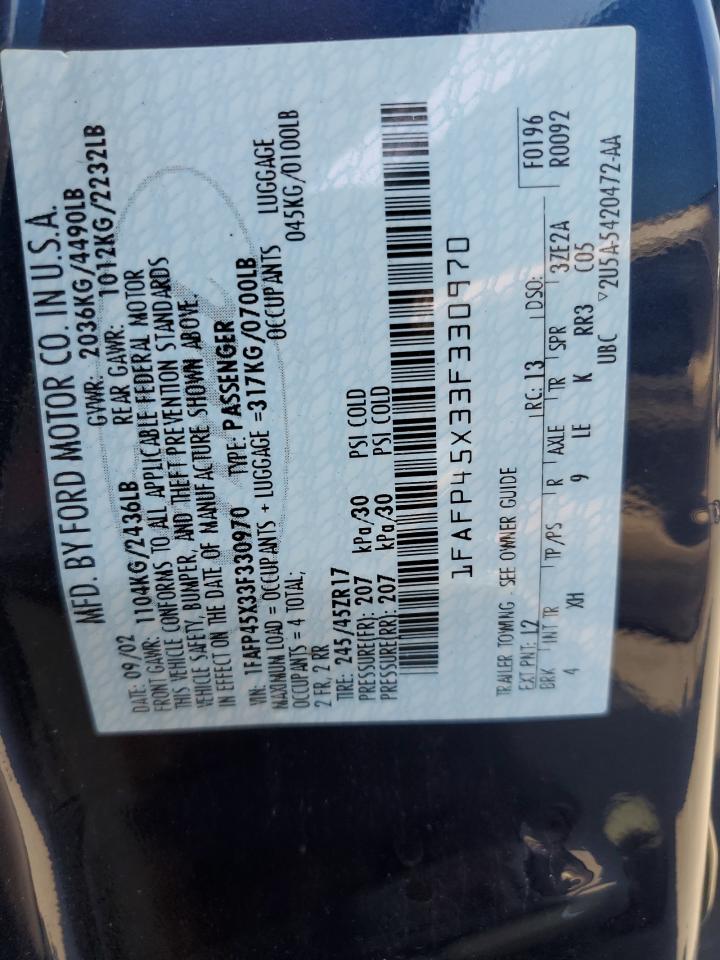 MFD. BY FORD MOTOR CO. IN U.S.A.
DATE: 09/02 GVWR: 2036KG/4490LB
FRONT GAWR: 1104KG/2436LB REAR GAWR: 1012KG/2232LB
THIS VEHICLE CONFORMS TO ALL APPLICABLE FEDERAL MOTOR
VEHICLE SAFETY, BUMPER, AND THEFT PREVENTION STANDARDS
IN EFFECT ON THE DATE OF MANUFACTURE SHOWN ABOVE.
VIN: 1FAFP45X33F330970 TYPE: PASSENGER
MAXIMUM LOAD = OCCUPANTS + LUGGAGE =317KG/0700LB
OCCUPANTS = 4 TOTAL; OCCUPANTS LUGGAGE
2 FR, 2 RR 045KG/0100LB
TIRE: 245/45ZR17
PRESSURE(FR): 207 kPa/30 PSI COLD
PRESSURE(RR): 207 kPa/30 PSI COLD
1FAFP45X33F330970
TRAILER TOWING - SEE OWNER GUIDE
F0196
R0092
EXT PNT: 12 RC: 13 DSO:
BRK INT TR TP/PS R AXLE TR SPR 3ZE2A
4 XH 9 LE K RR3 C05
UBC ▽2U5A-5420472-AA